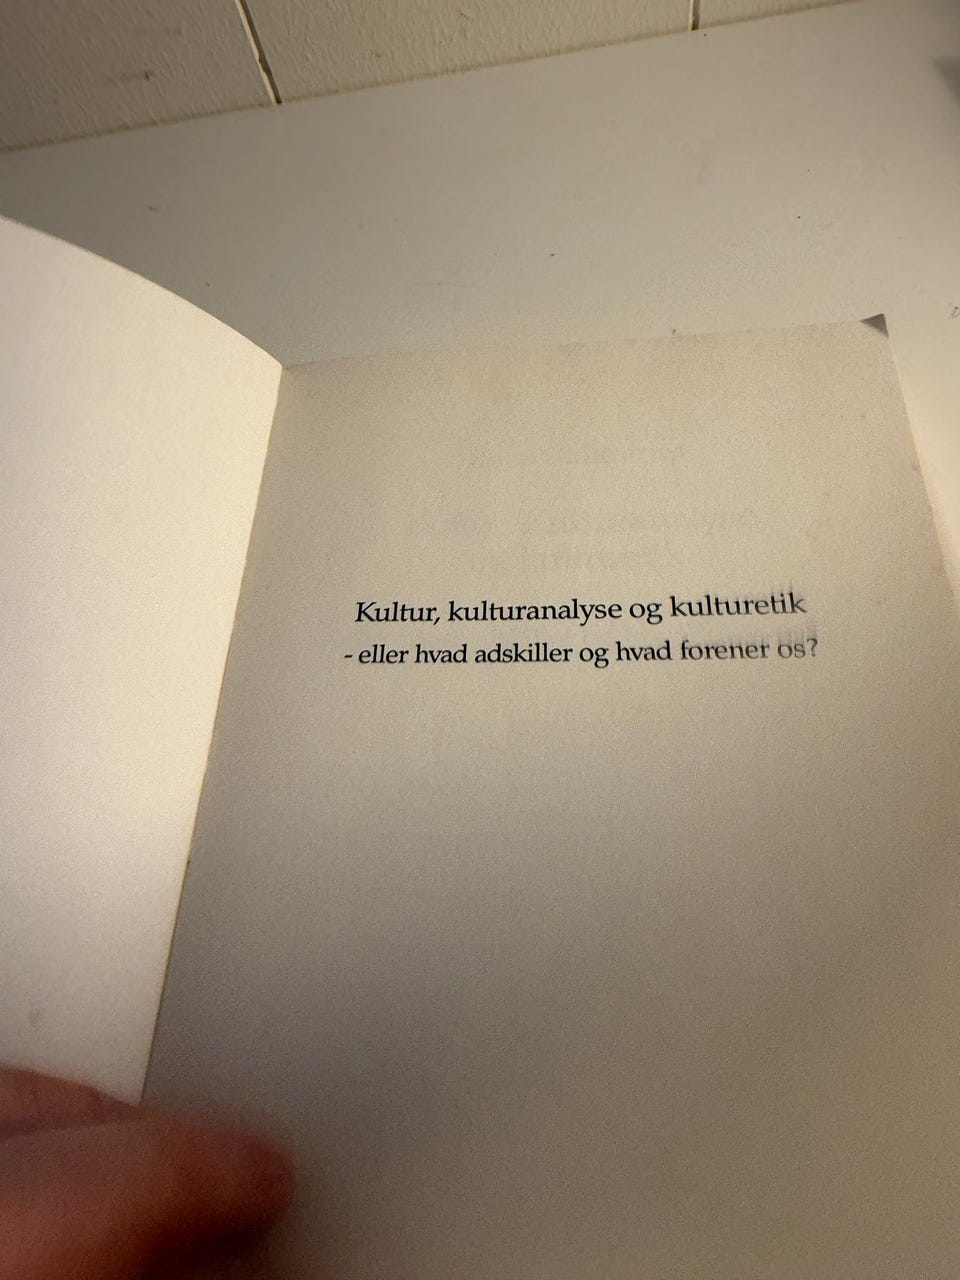 Kultur, kulturanalyse og kulturetik
- eller hvad adskiller og hvad forener os?